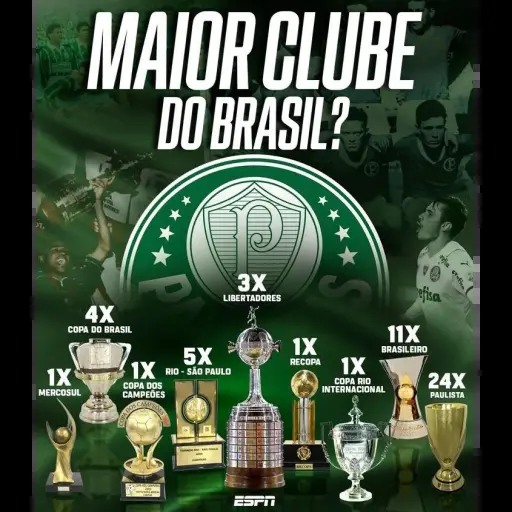 MAIOR CLUBE
DO BRASIL?
P
3X
LIBERTADORES
4X
COPA DO BRASIL
5X
RIO - SÃO PAULO
1X
RECOPA
11X
BRASILEIRO
1X
MERCOSUL
1X
COPA DOS
CAMPEÕES
1X
COPA RIO
INTERNACIONAL
24X
PAULISTA
ESPN